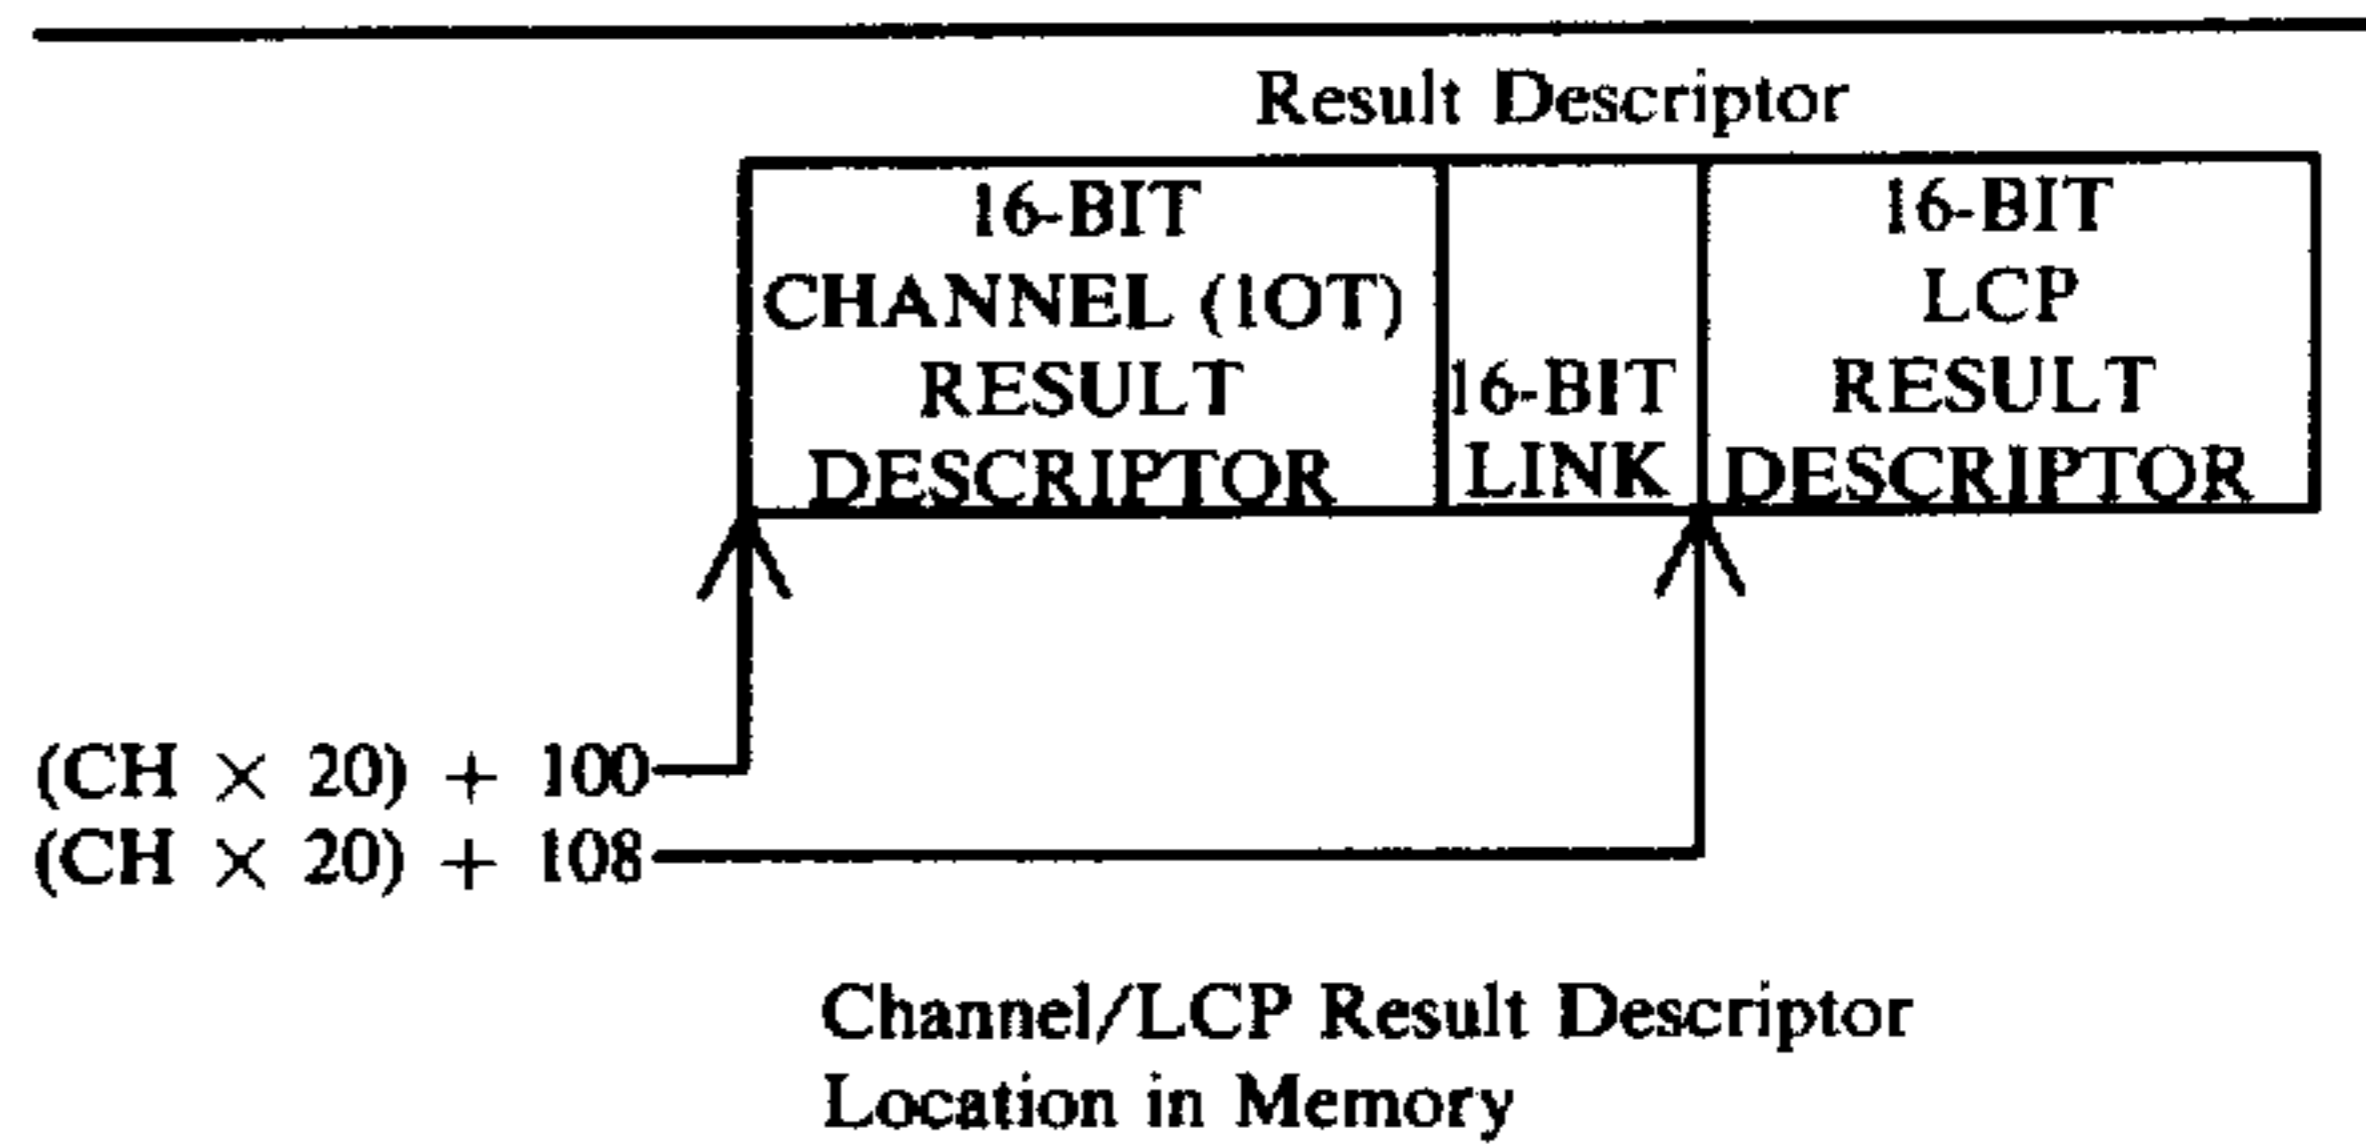 Result Descriptor
16-BIT
CHANNEL (IOT)
RESULT
DESCRIPTOR
16-BIT
LINK
16-BIT
LCP
RESULT
DESCRIPTOR
(CH × 20) + 100
(CH × 20) + 108
Channel/LCP Result Descriptor
Location in Memory